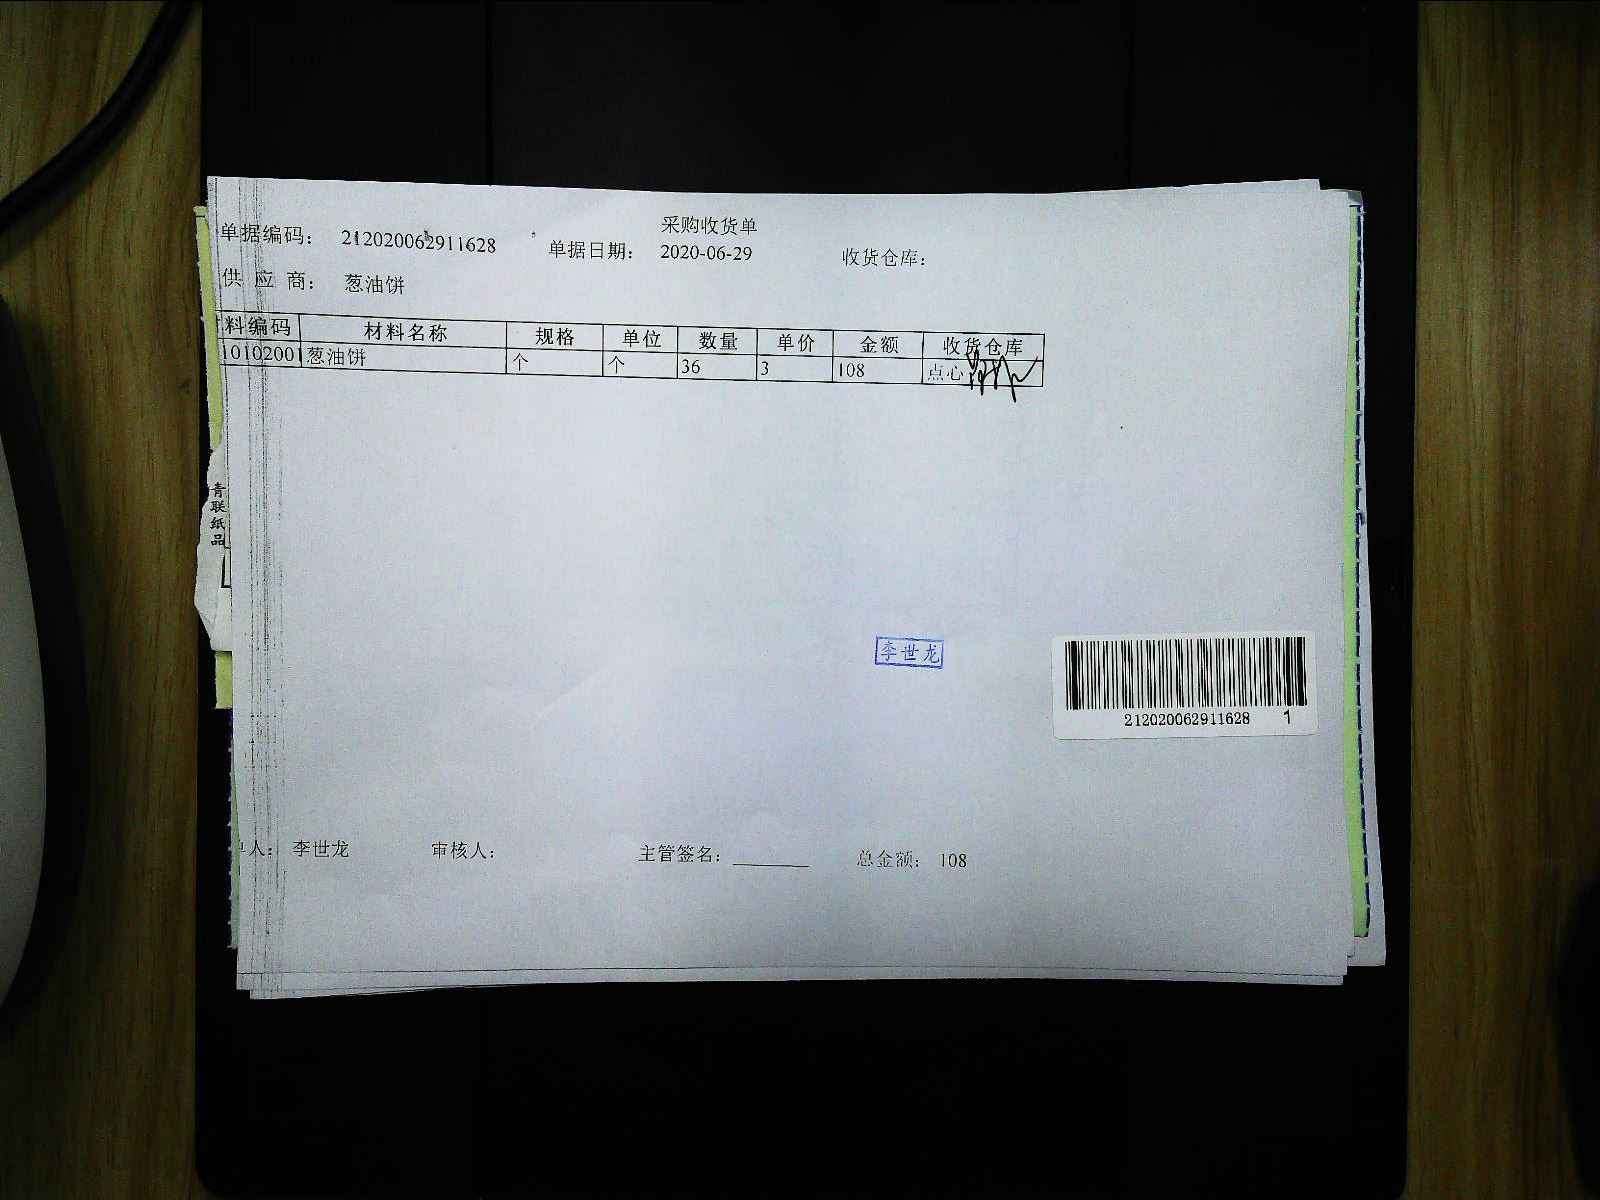 采购收货单
单据编码： 212020062911628 单据日期： 2020-06-29 收货仓库：
供 应 商： 葱油饼
料编码 材料名称 规格 单位 数量 单价 金额 收货仓库
10102001 葱油饼 个 个 36 3 108 点心
青联纸品
李世龙
212020062911628 1
人： 李世龙 审核人： 主管签名： 总金额： 108